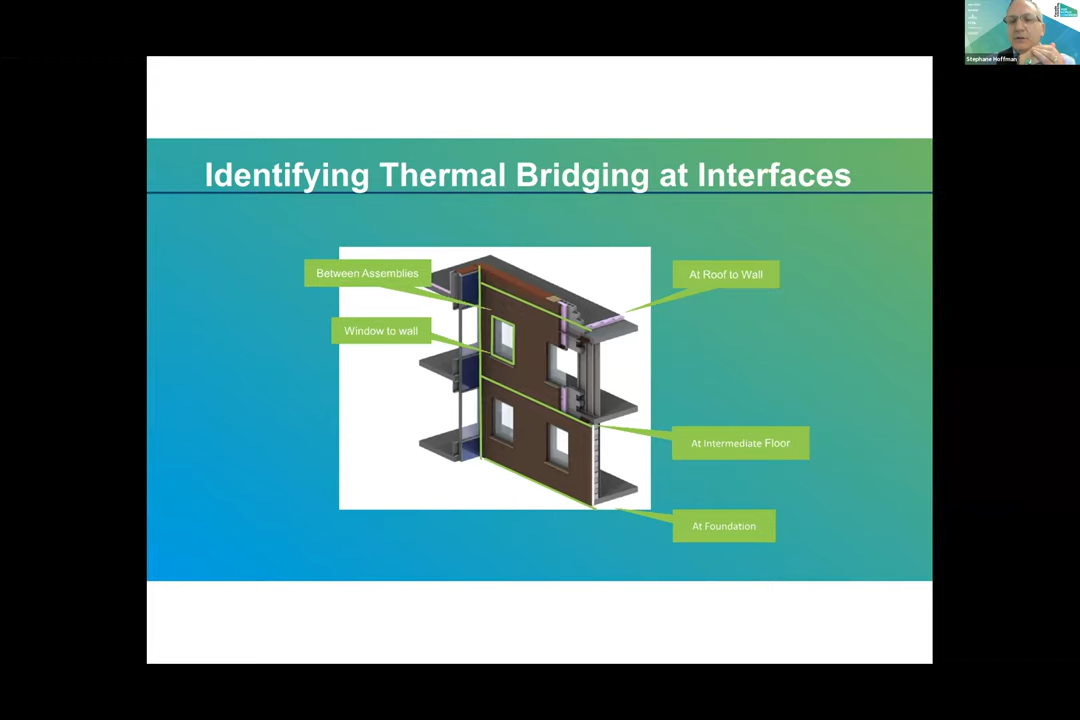 Stephane Hoffman
Identifying Thermal Bridging at Interfaces
Between Assemblies
At Roof to Wall
Window to wall
At Intermediate Floor
At Foundation